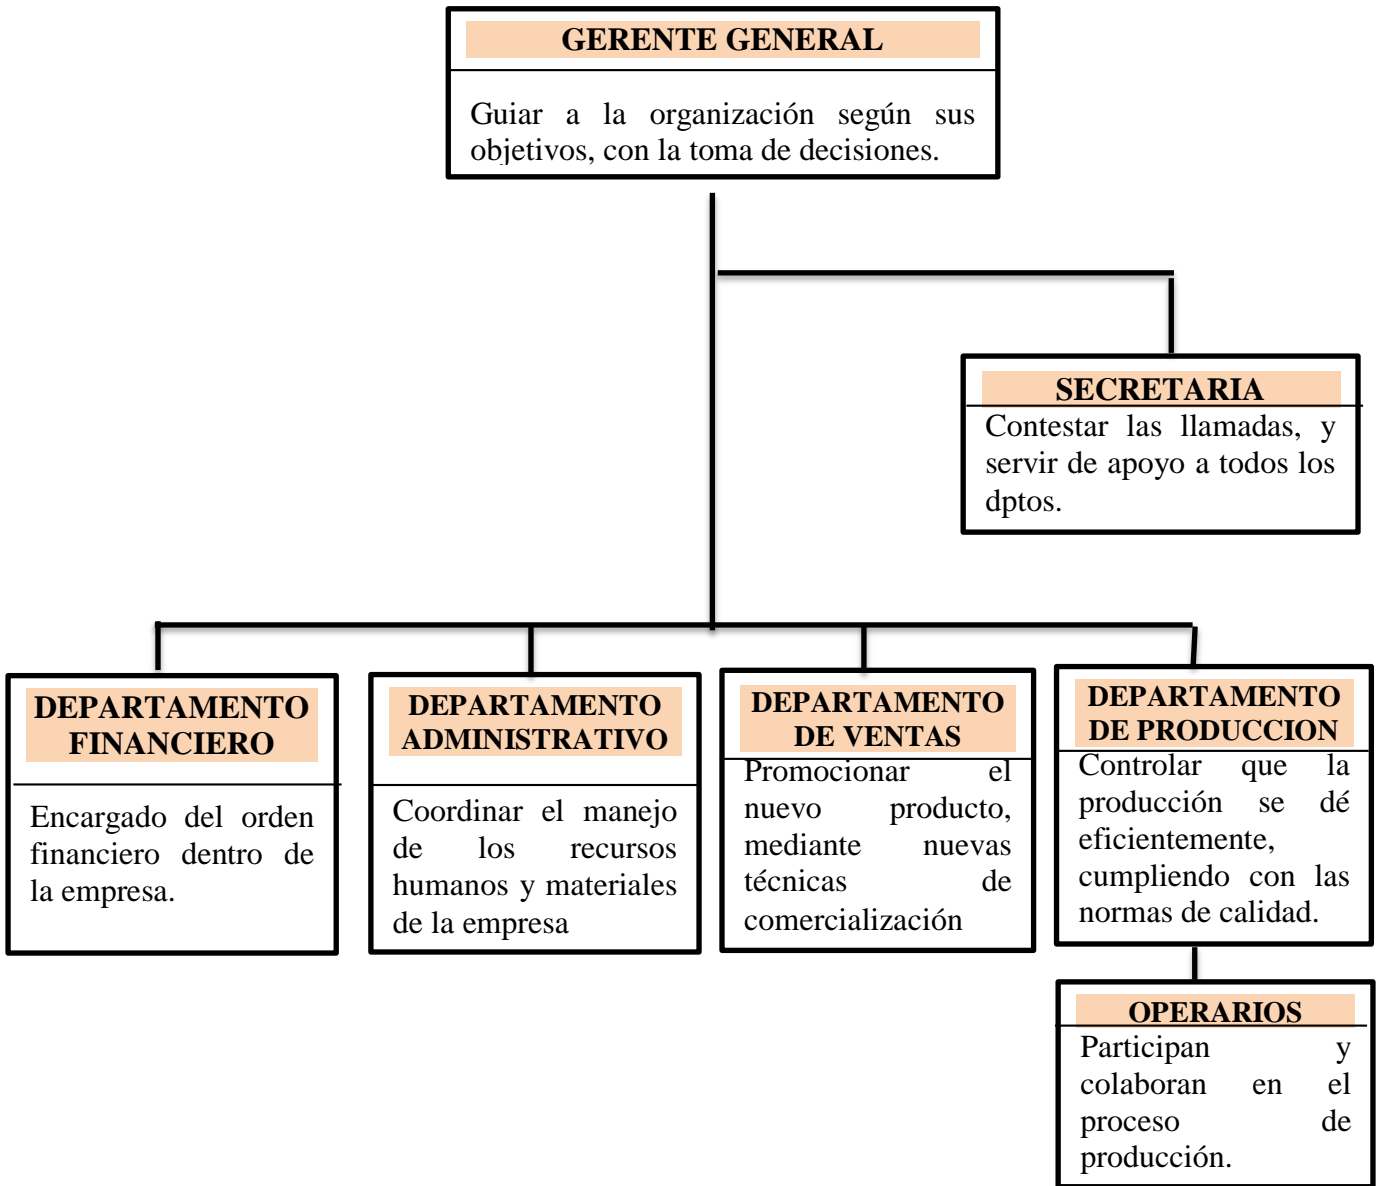 GERENTE GENERAL
Guiar a la organización según sus
objetivos, con la toma de decisiones.
SECRETARIA
Contestar las llamadas, y
servir de apoyo a todos los
dptos.
DEPARTAMENTO
FINANCIERO
Encargado del orden
financiero dentro de
la empresa.
DEPARTAMENTO
ADMINISTRATIVO
Coordinar el manejo
de los recursos
humanos y materiales
de la empresa
DEPARTAMENTO
DE VENTAS
Promocionar el
nuevo producto,
mediante nuevas
técnicas de
comercialización
DEPARTAMENTO
DE PRODUCCION
Controlar que la
producción se dé
eficientemente,
cumpliendo con las
normas de calidad.
OPERARIOS
Participan y
colaboran en el
proceso de
producción.